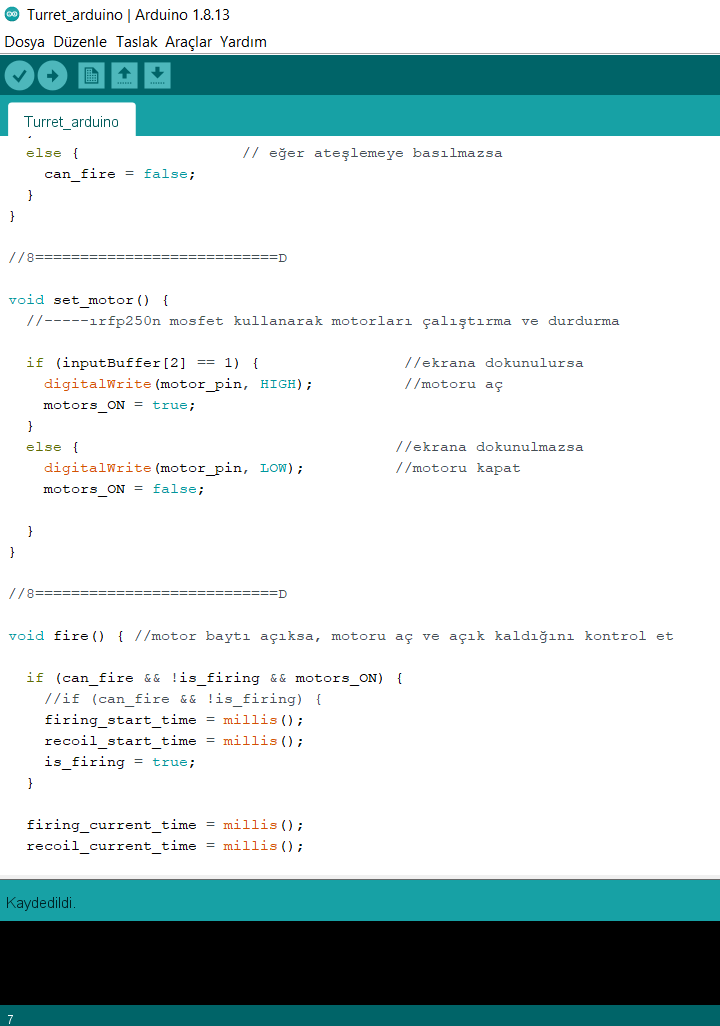 Turret_arduino | Arduino 1.8.13
Dosya Düzenle Taslak Araçlar Yardım
Turret_arduino
}
else { // eğer ateşlemeye basılmazsa
can_fire = false;
}
}
//8===========================D
void set_motor() {
//-----ırfp250n mosfet kullanarak motorları çalıştırma ve durdurma
if (inputBuffer[2] == 1) { //ekrana dokunulursa
digitalWrite(motor_pin, HIGH); //motoru aç
motors_ON = true;
}
else { //ekrana dokunulmazsa
digitalWrite(motor_pin, LOW); //motoru kapat
motors_ON = false;
}
}
//8===========================D
void fire() { //motor baytı açıksa, motoru aç ve açık kaldığını kontrol et
if (can_fire && !is_firing && motors_ON) {
//if (can_fire && !is_firing) {
firing_start_time = millis();
recoil_start_time = millis();
is_firing = true;
}
firing_current_time = millis();
recoil_current_time = millis();
Kaydedildi.
7